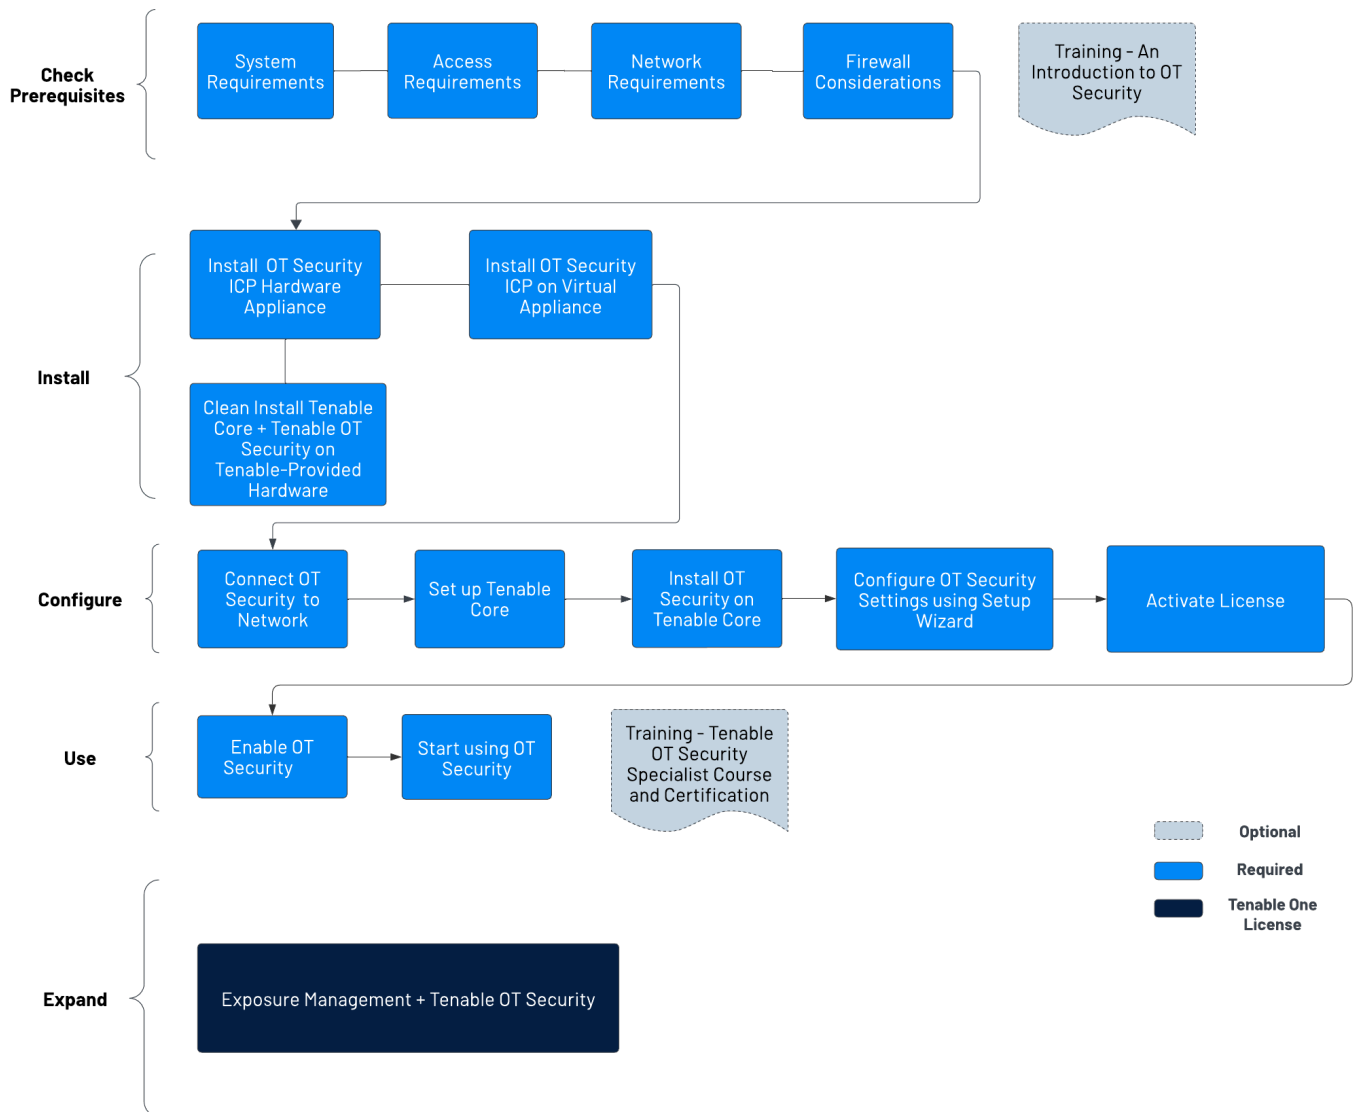 Check
Prerequisites
System
Requirements
Access
Requirements
Network
Requirements
Firewall
Considerations
Training - An
Introduction to OT
Security
Install
Install OT Security
ICP Hardware
Appliance
Install OT Security
ICP on Virtual
Appliance
Clean Install Tenable
Core + Tenable OT
Security on
Tenable-Provided
Hardware
Configure
Connect OT
Security to
Network
Set up Tenable
Core
Install OT
Security on
Tenable Core
Configure OT Security
Settings using Setup
Wizard
Activate License
Use
Enable OT
Security
Start using OT
Security
Training - Tenable
OT Security
Specialist Course
and Certification
Optional
Required
Tenable One
License
Expand
Exposure Management + Tenable OT Security